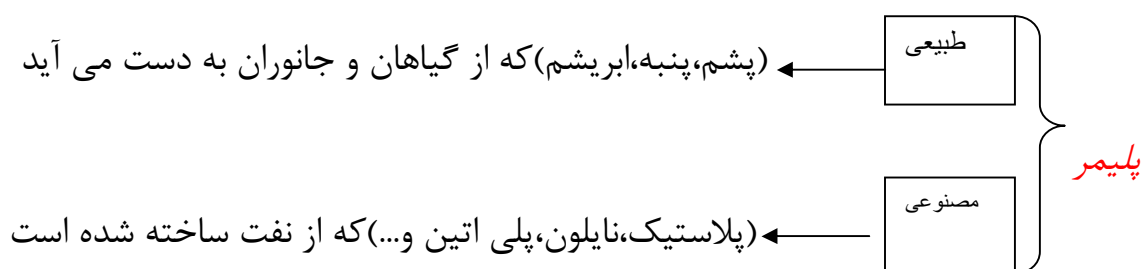 پلیمر
طبیعی
(پشم،پنبه،ابریشم)که از گیاهان و جانوران به دست می آید
مصنوعی
(پلاستیک،نایلون،پلی اتین و...)که از نفت ساخته شده است